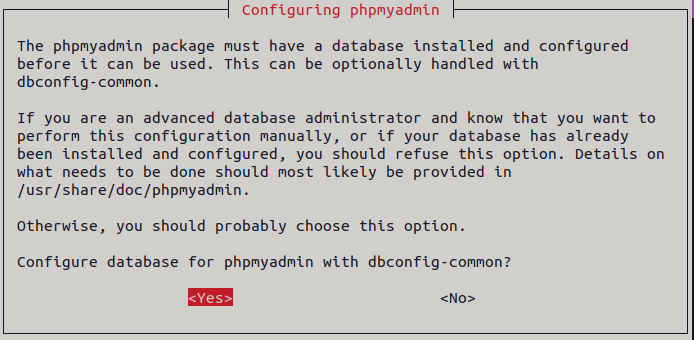 Configuring phpmyadmin
The phpmyadmin package must have a database installed and configured
before it can be used. This can be optionally handled with
dbconfig-common.
If you are an advanced database administrator and know that you want to
perform this configuration manually, or if your database has already
been installed and configured, you should refuse this option. Details on
what needs to be done should most likely be provided in
/usr/share/doc/phpmyadmin.
Otherwise, you should probably choose this option.
Configure database for phpmyadmin with dbconfig-common?
<Yes> <No>